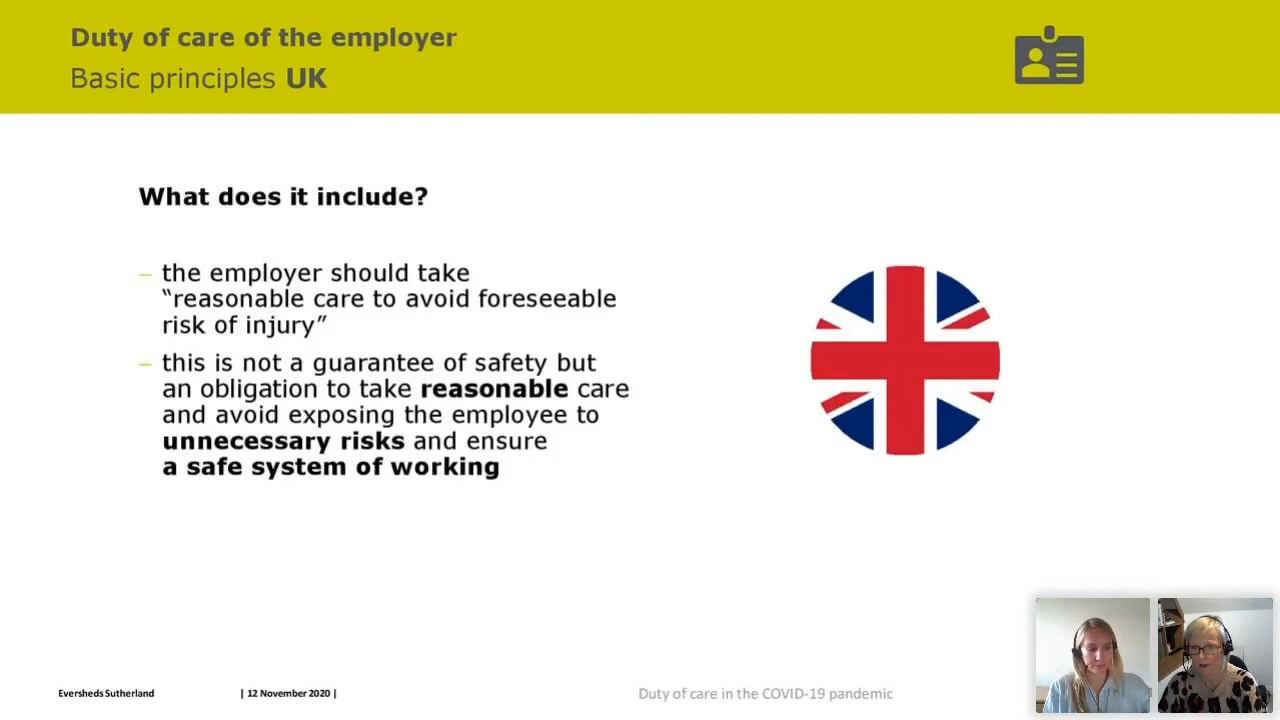 Duty of care of the employer
Basic principles UK
What does it include?
– the employer should take
“reasonable care to avoid foreseeable
risk of injury”
– this is not a guarantee of safety but
an obligation to take reasonable care
and avoid exposing the employee to
unnecessary risks and ensure
a safe system of working
Eversheds Sutherland | 12 November 2020 | Duty of care in the COVID-19 pandemic